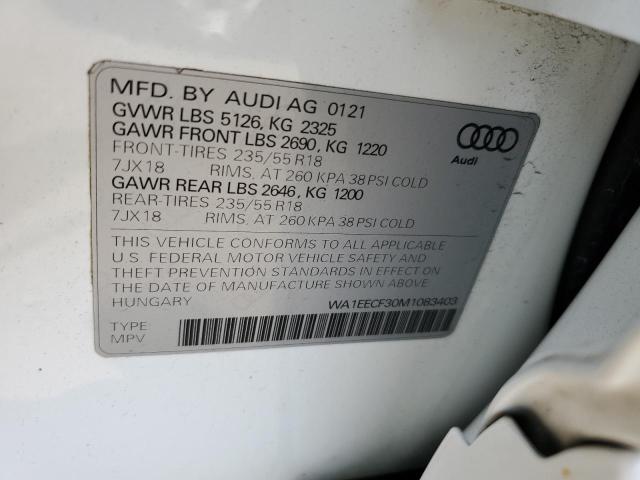 MFD. BY AUDI AG 0121
GVWR LBS 5126, KG 2325
GAWR FRONT LBS 2690, KG 1220
FRONT-TIRES 235/55 R18
7JX18 RIMS, AT 260 KPA 38 PSI COLD
GAWR REAR LBS 2646, KG 1200
REAR-TIRES 235/55 R18
7JX18 RIMS, AT 260 KPA 38 PSI COLD
Audi
THIS VEHICLE CONFORMS TO ALL APPLICABLE
U.S. FEDERAL MOTOR VEHICLE SAFETY AND
THEFT PREVENTION STANDARDS IN EFFECT ON
THE DATE OF MANUFACTURE SHOWN ABOVE.
HUNGARY WA1EECF30M1083403
TYPE
MPV